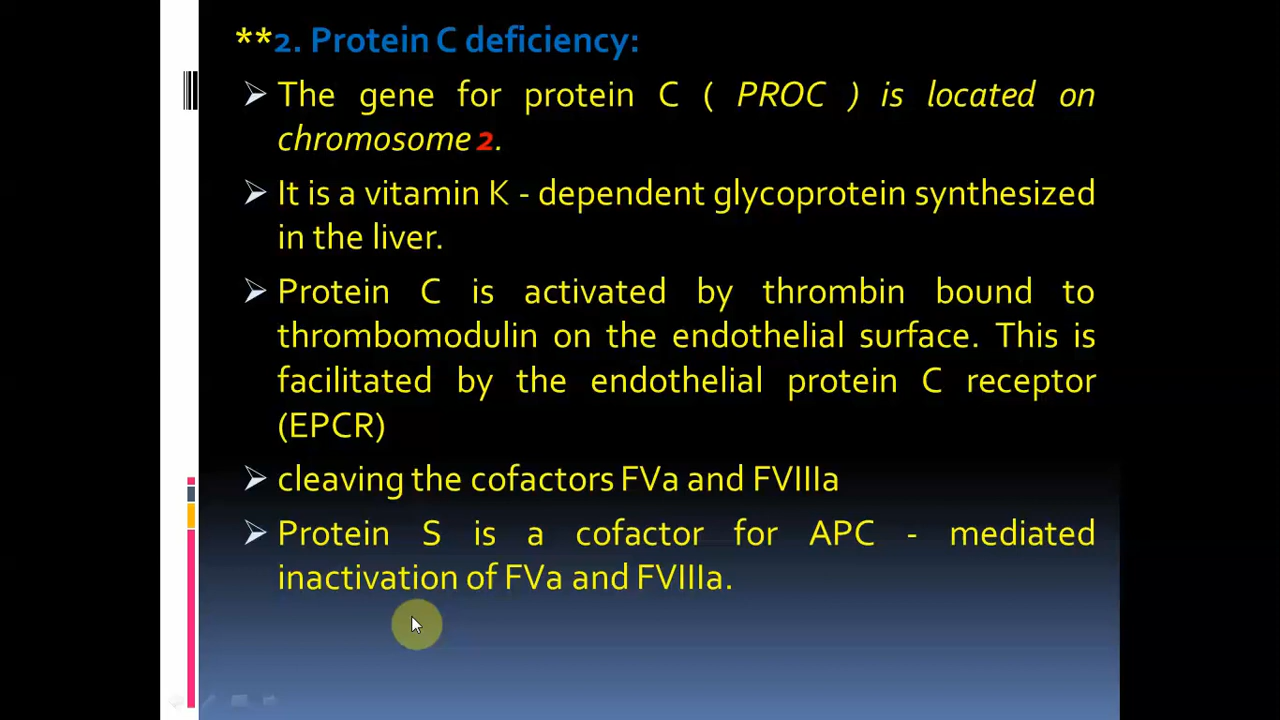 **2. Protein C deficiency:
The gene for protein C ( PROC ) is located on
chromosome 2.
It is a vitamin K - dependent glycoprotein synthesized
in the liver.
Protein C is activated by thrombin bound to
thrombomodulin on the endothelial surface. This is
facilitated by the endothelial protein C receptor
(EPCR)
cleaving the cofactors FVa and FVIIIa
Protein S is a cofactor for APC - mediated
inactivation of FVa and FVIIIa.